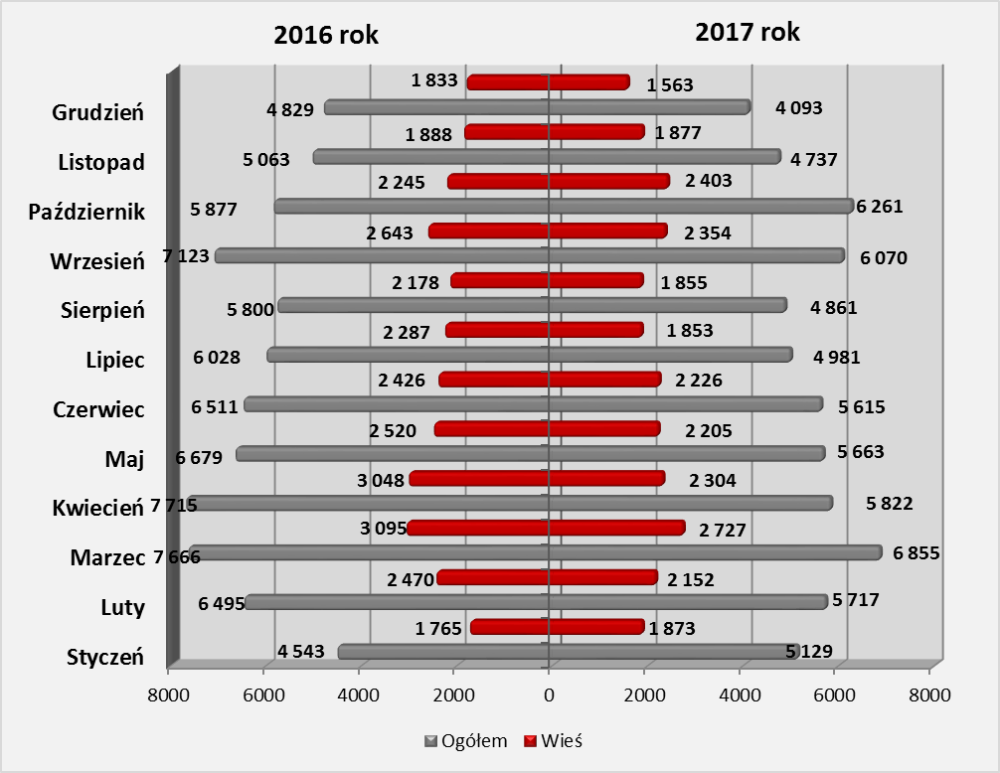 2016 rok 2017 rok
1 833 1 563
Grudzień 4 829 4 093
1 888 1 877
Listopad 5 063 4 737
2 245 2 403
Październik 5 877 6 261
2 643 2 354
Wrzesień 7 123 6 070
2 178 1 855
Sierpień 5 800 4 861
2 287 1 853
Lipiec 6 028 4 981
2 426 2 226
Czerwiec 6 511 5 615
2 520 2 205
Maj 6 679 5 663
3 048 2 304
Kwiecień 7 715 5 822
3 095 2 727
Marzec 7 666 6 855
2 470 2 152
Luty 6 495 5 717
1 765 1 873
Styczeń 4 543 5 129
8000 6000 4000 2000 0 2000 4000 6000 8000
Ogółem Wieś